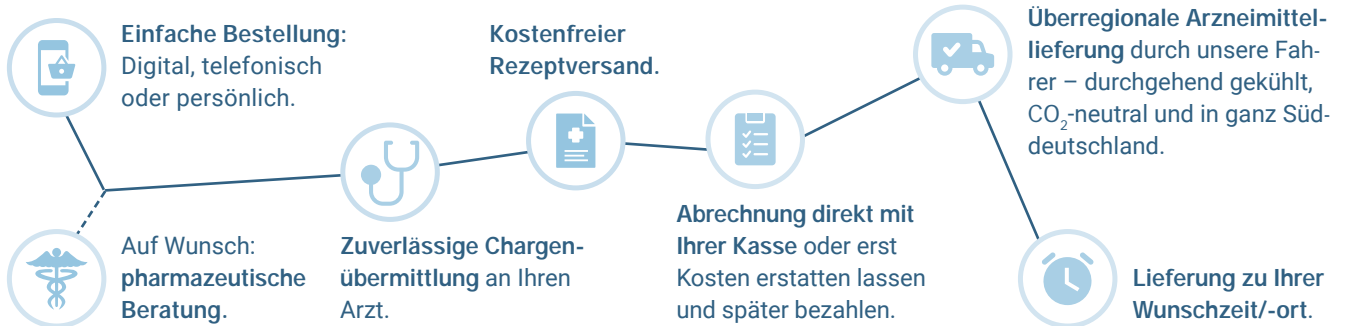 Einfache Bestellung:
Digital, telefonisch
oder persönlich.
Auf Wunsch:
pharmazeutische
Beratung.
Zuverlässige Chargen-
übermittlung an Ihren
Arzt.
Kostenfreier
Rezeptversand.
Abrechnung direkt mit
Ihrer Kasse oder erst
Kosten erstatten lassen
und später bezahlen.
Überregionale Arzneimittel-
lieferung durch unsere Fah-
rer – durchgehend gekühlt,
CO₂-neutral und in ganz Süd-
deutschland.
Lieferung zu Ihrer
Wunschzeit/-ort.